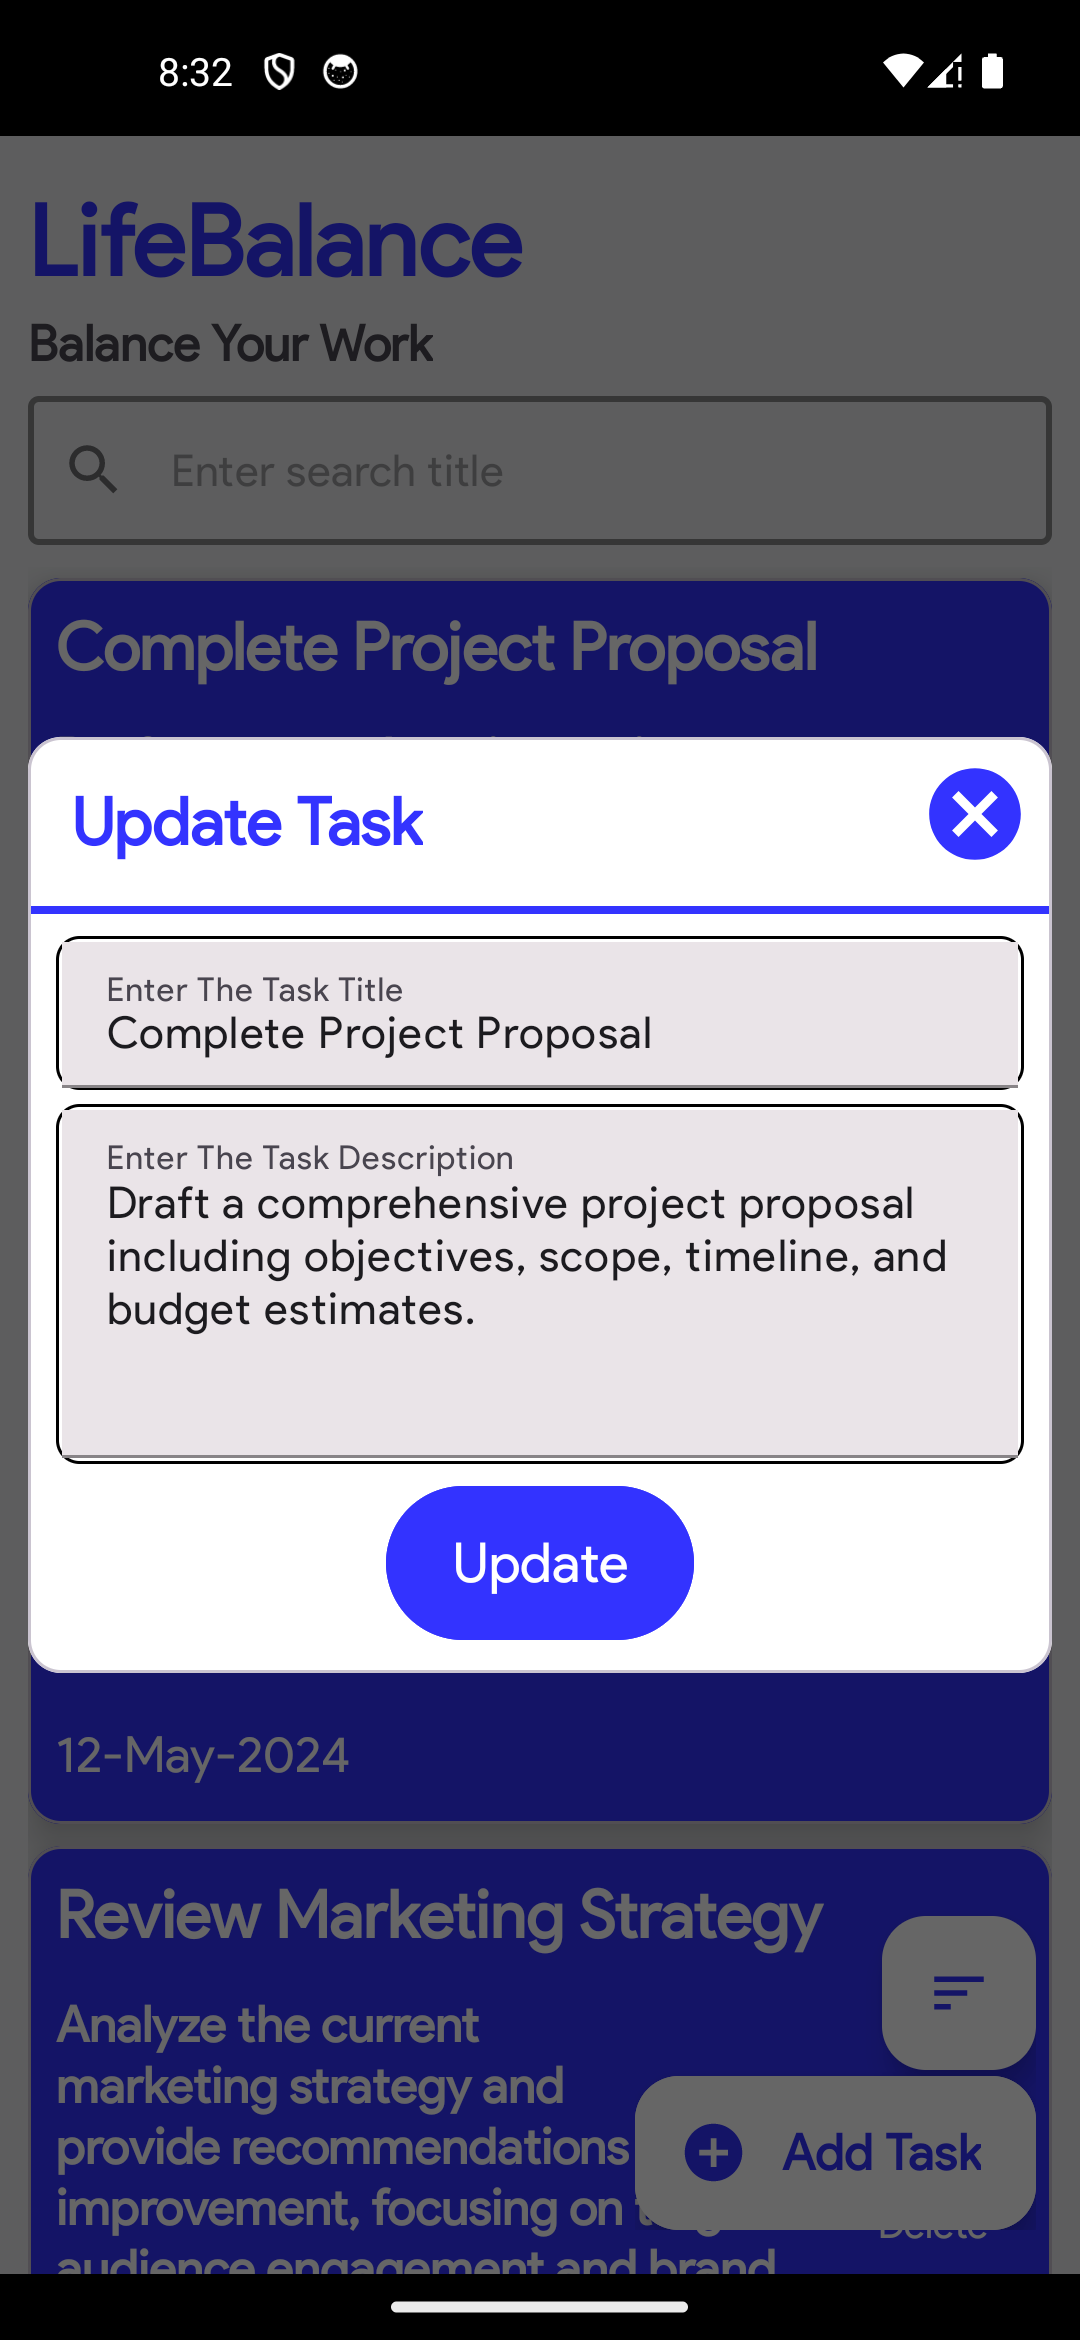 8:32
LifeBalance
Balance Your Work
Enter search title
Complete Project Proposal
Update Task
Enter The Task Title
Complete Project Proposal
Enter The Task Description
Draft a comprehensive project proposal
including objectives, scope, timeline, and
budget estimates.
Update
12-May-2024
Review Marketing Strategy
Analyze the current
marketing strategy and
provide recommendations
improvement, focusing on
Add Task
Delete
audience engagement and brand